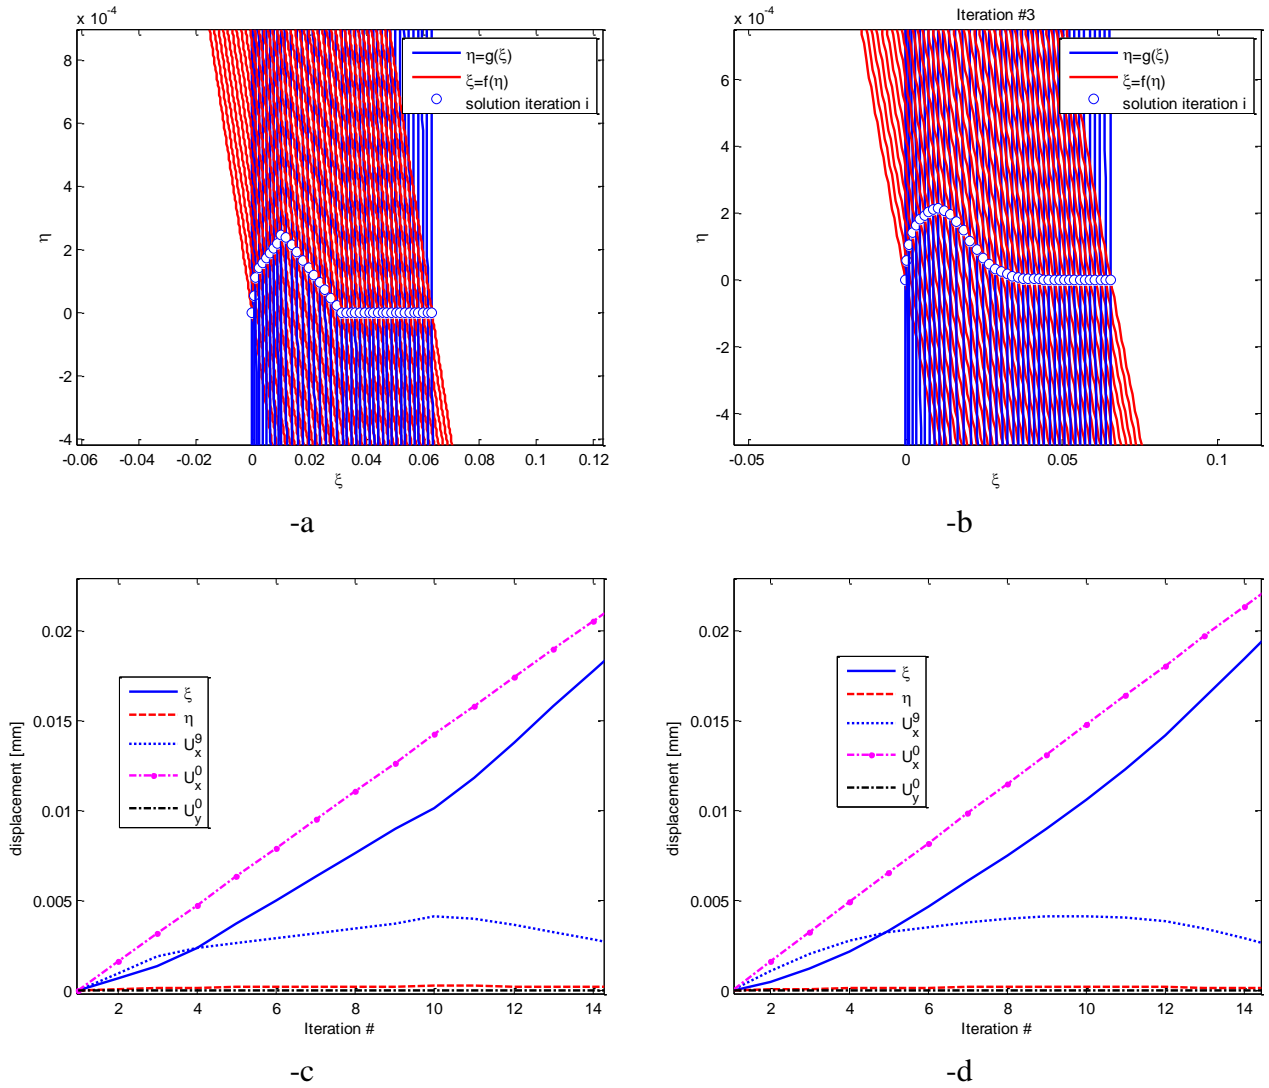 x 10^-4
8
6
4
2
0
-2
-4
η
-0.06 -0.04 -0.02 0 0.02 0.04 0.06 0.08 0.1 0.12
ξ
η=g(ξ)
ξ=f(η)
solution iteration i
-a
x 10^-4
Iteration #3
6
4
2
0
-2
-4
η
-0.05 0 0.05 0.1
ξ
η=g(ξ)
ξ=f(η)
solution iteration i
-b
0.02
0.015
0.01
0.005
0
displacement [mm]
2 4 6 8 10 12 14
Iteration #
ξ
η
U_x^9
U_x^0
U_y^0
-c
0.02
0.015
0.01
0.005
0
displacement [mm]
2 4 6 8 10 12 14
Iteration #
ξ
η
U_x^9
U_x^0
U_y^0
-d